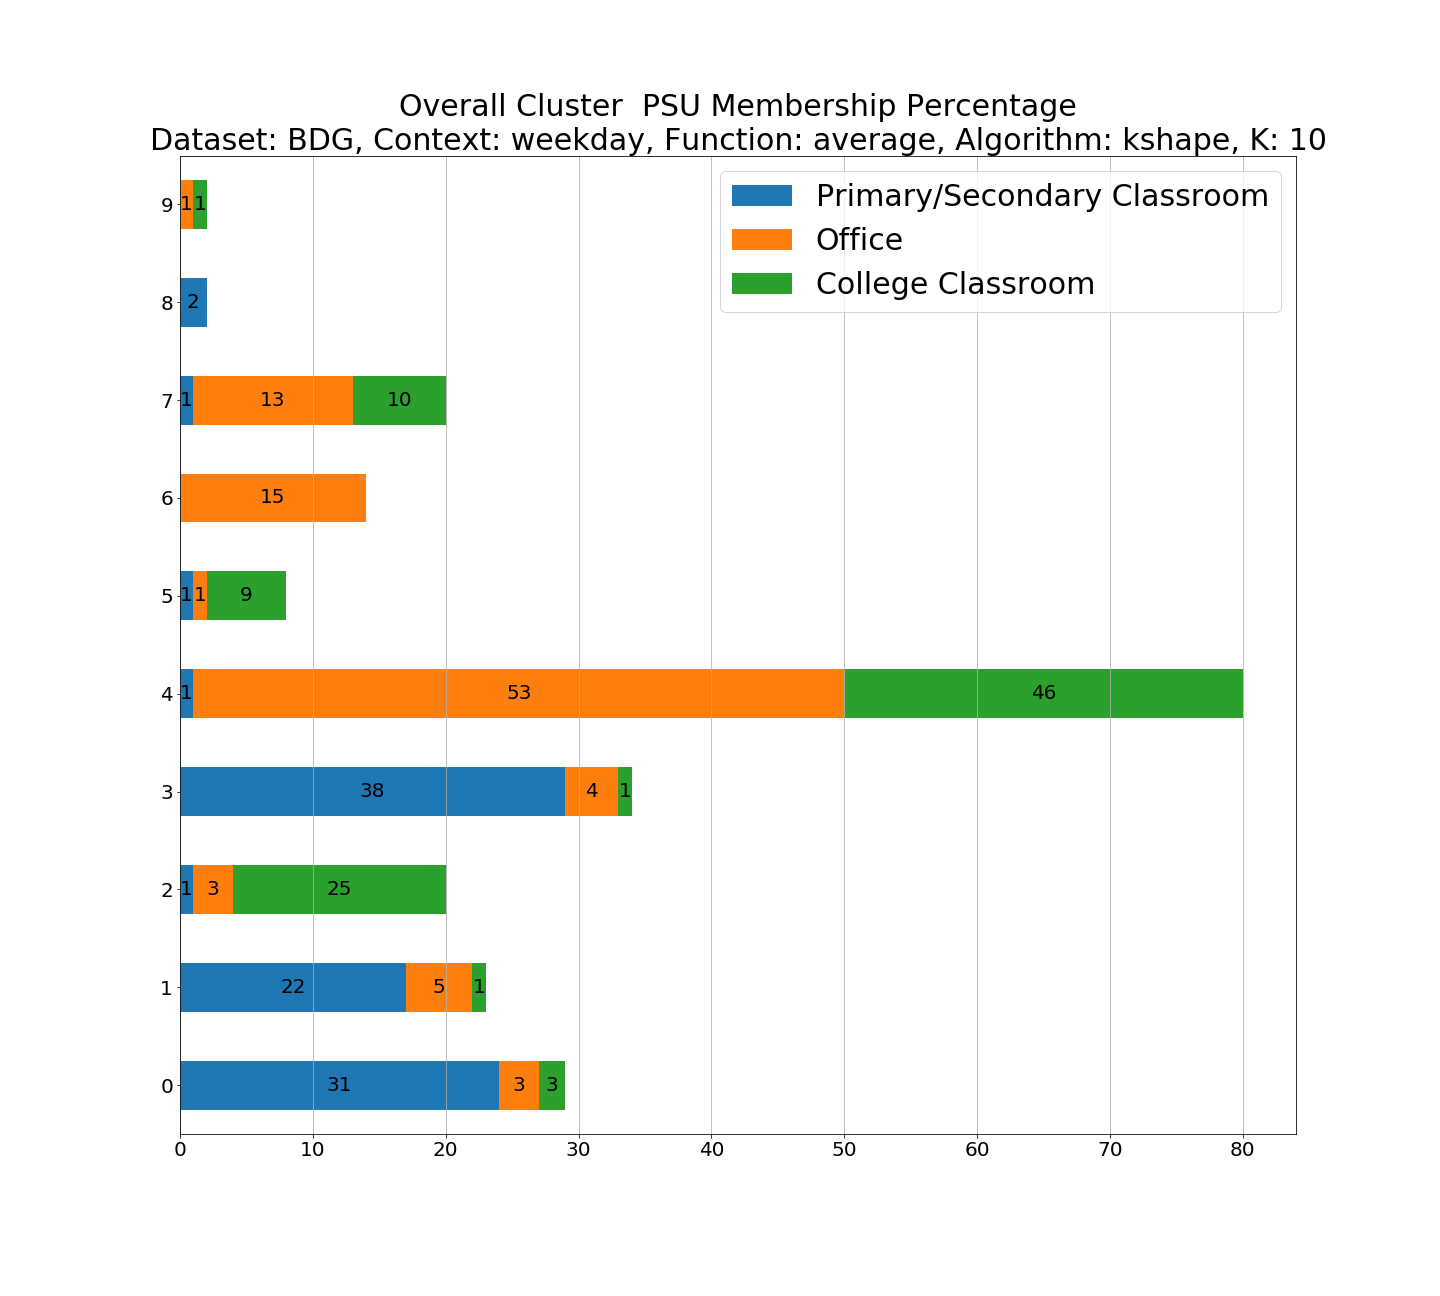 Overall Cluster  PSU Membership Percentage
Dataset: BDG, Context: weekday, Function: average, Algorithm: kshape, K: 10
Primary/Secondary Classroom
Office
College Classroom
9 1 1
8 2
7 1 13 10
6 15
5 1 1 9
4 1 53 46
3 38 4 1
2 1 3 25
1 22 5 1
0 31 3 3
0 10 20 30 40 50 60 70 80